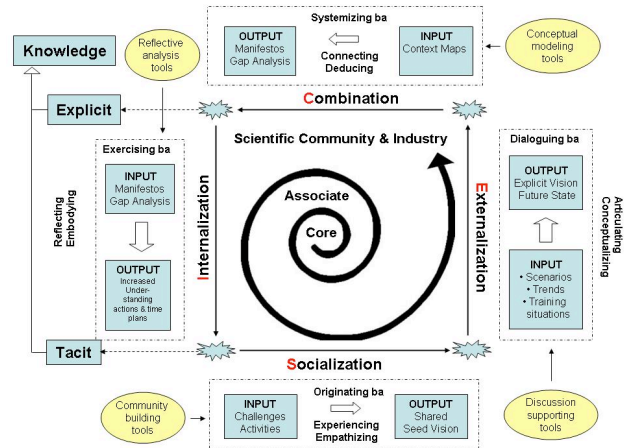 Systemizing ba
OUTPUT
Manifestos
Gap Analysis
Connecting
Deducing
INPUT
Context Maps
Conceptual
modeling
tools
Reflective
analysis
tools
Knowledge
Explicit
Combination
Scientific Community & Industry
Exercising ba
INPUT
Manifestos
Gap Analysis
OUTPUT
Increased
Under-
standing
actions & time
plans
Reflecting
Embodying
Internalization
Associate
Core
Externalization
Dialoguing ba
OUTPUT
Explicit Vision
Future State
INPUT
• Scenarios
• Trends
• Training
situations
Articulating
Conceptualizing
Tacit
Socialization
Community
building
tools
Originating ba
INPUT
Challenges
Activities
Experiencing
Empathizing
OUTPUT
Shared
Seed Vision
Discussion
supporting
tools